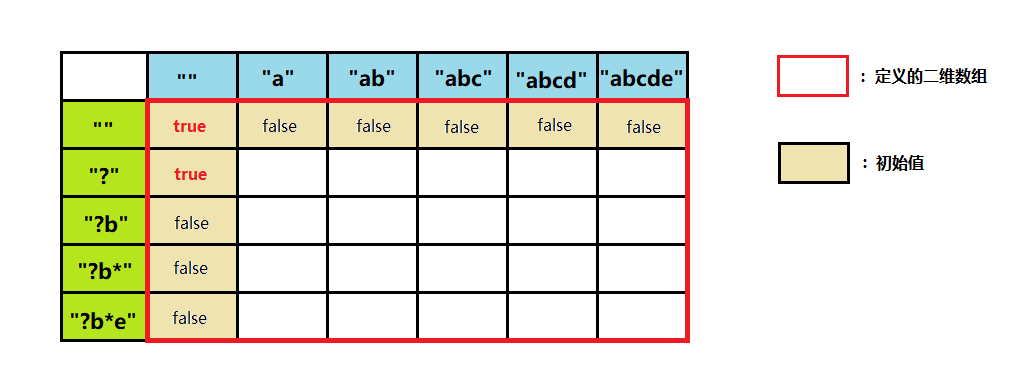 "" "a" "ab" "abc" "abcd" "abcde"
"" true false false false false false
"?" true
"?b" false
"?b*" false
"?b*e" false
：定义的二维数组
：初始值